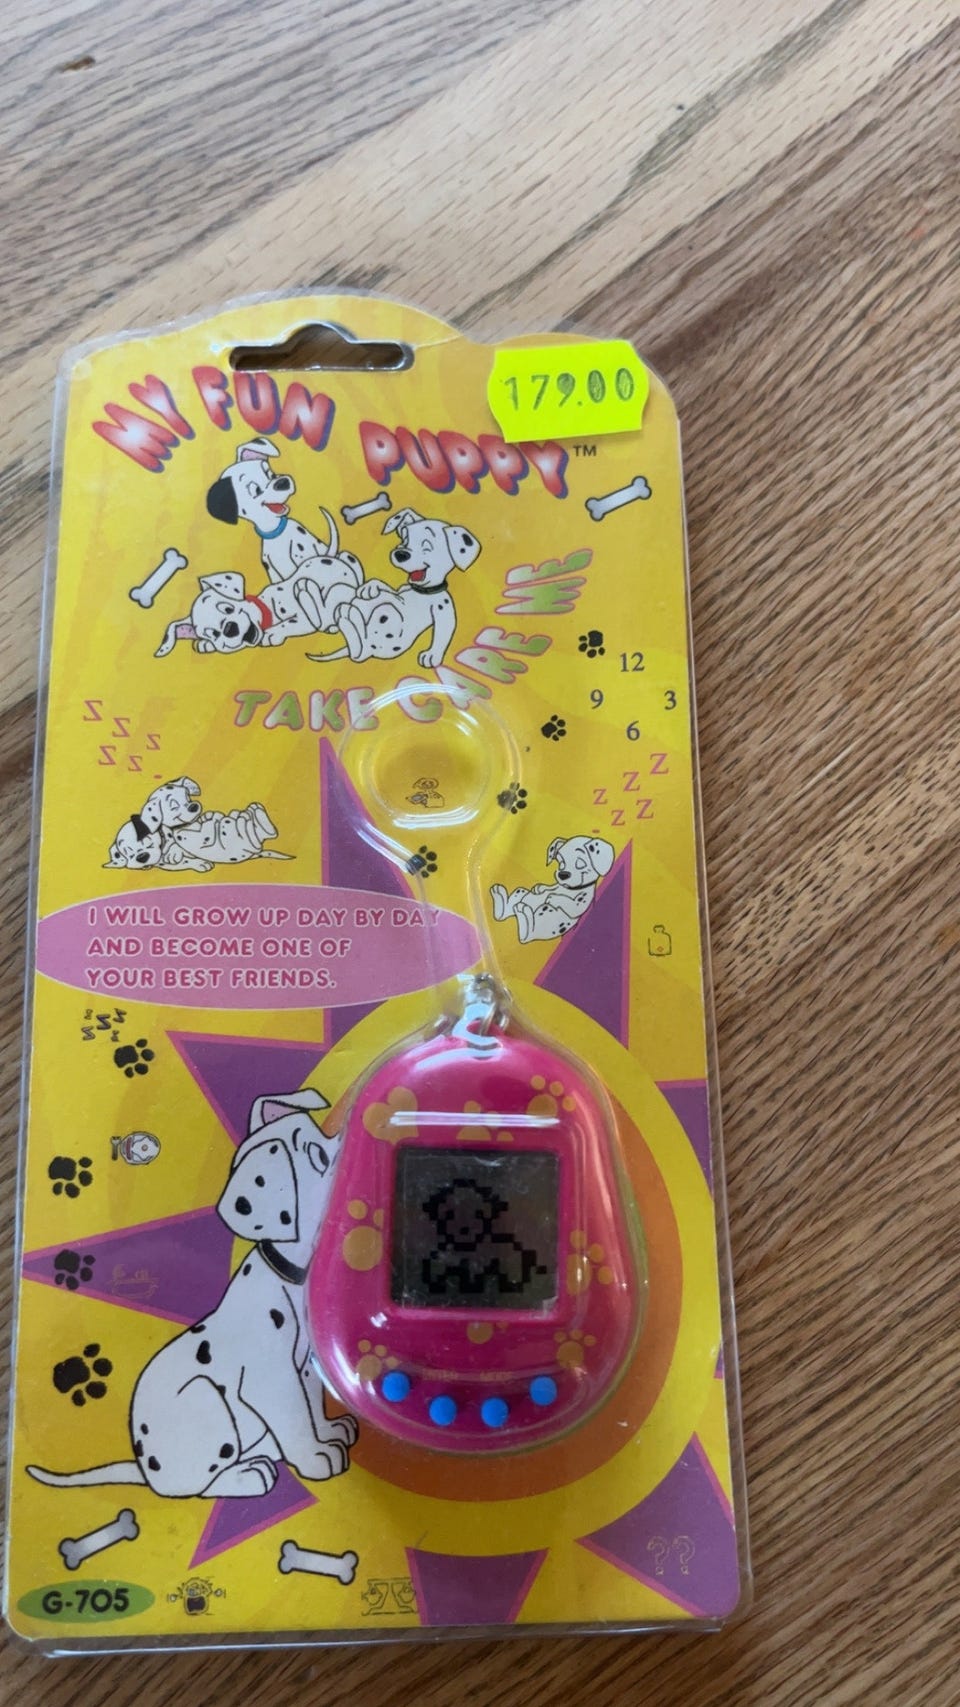 179.00
MY FUN
PUPPY™
TAKE CARE ME
12
9 3
6
z z z z z
z z z z z
I WILL GROW UP DAY BY DAY
AND BECOME ONE OF
YOUR BEST FRIENDS.
zzzz
??
G-705